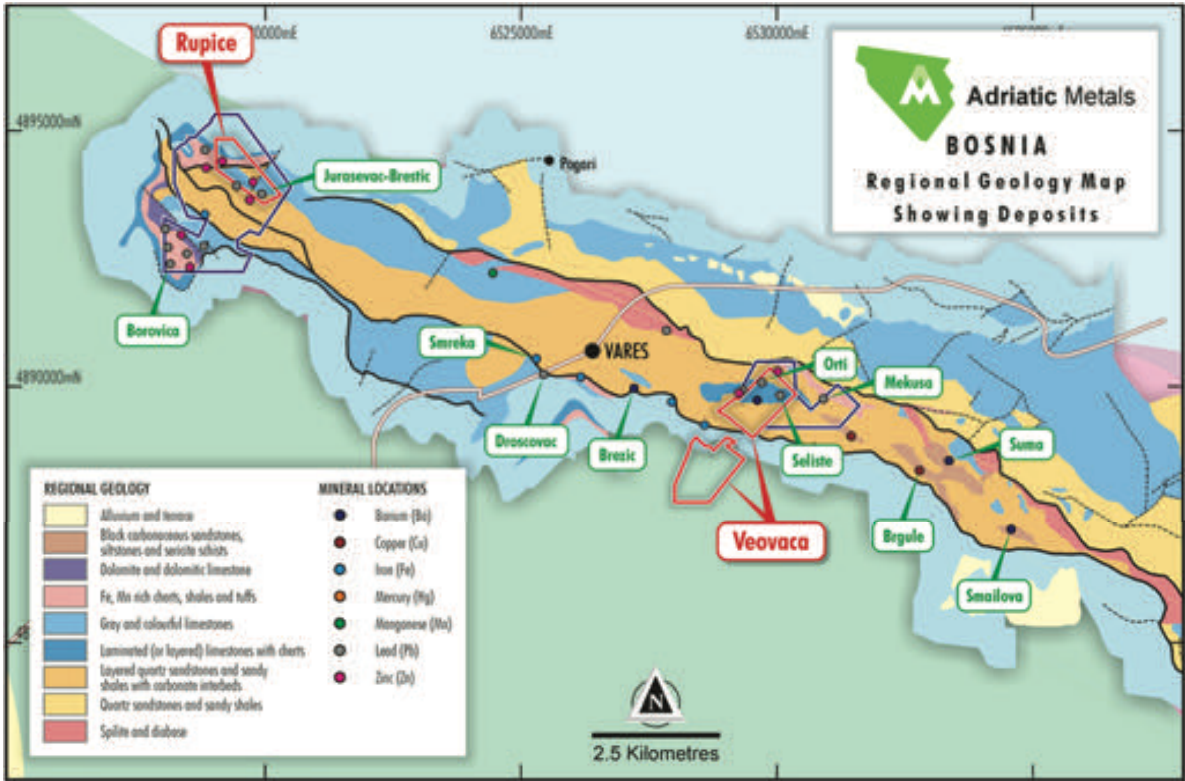 6525000mE
6530000mE
Rupice
Adriatic Metals
BOSNIA
Regional Geology Map
Showing Deposits
4895000mN
Pogari
Jurasevac-Brestic
Borovica
Smreka
VARES
Orti
Mekusa
4890000mN
Droscovac
Brezic
Seliste
Suma
Veovaca
Brgule
Smailova
REGIONAL GEOLOGY
Alluvium and terrace
Black carbonaceous sandstones,
siltstones and sericite schists
Dolomite and dolomitic limestone
Fe, Mn rich cherts, shales and tuffs
Gray and colourful limestones
Laminated (or layered) limestones with cherts
Layered quartz sandstones and sandy
shales with carbonate interbeds
Quartz sandstones and sandy shales
Spilite and diabase
MINERAL LOCATIONS
Barium (Ba)
Copper (Cu)
Iron (Fe)
Mercury (Hg)
Manganese (Mn)
Lead (Pb)
Zinc (Zn)
N
2.5 Kilometres